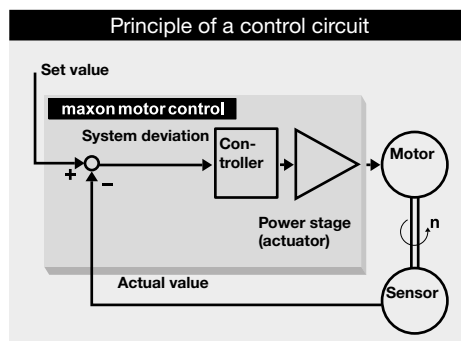 Principle of a control circuit
Set value
maxon motor control
System deviation
Con-
troller
Motor
+
–
n
Power stage
(actuator)
Actual value
Sensor